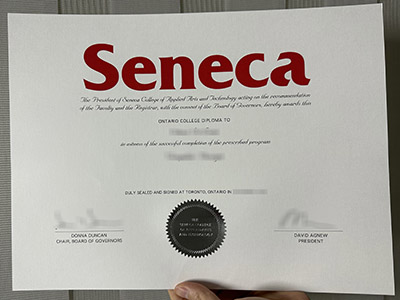 Seneca
The President of Seneca College of Applied Arts and Technology acting on the recommendation
of the Faculty and the Registrar, with the consent of the Board of Governors, hereby awards this
ONTARIO COLLEGE DIPLOMA TO
in witness of the successful completion of the prescribed program
DULY SEALED AND SIGNED AT TORONTO, ONTARIO IN
DONNA DUNCAN
CHAIR, BOARD OF GOVERNORS
DAVID AGNEW
PRESIDENT